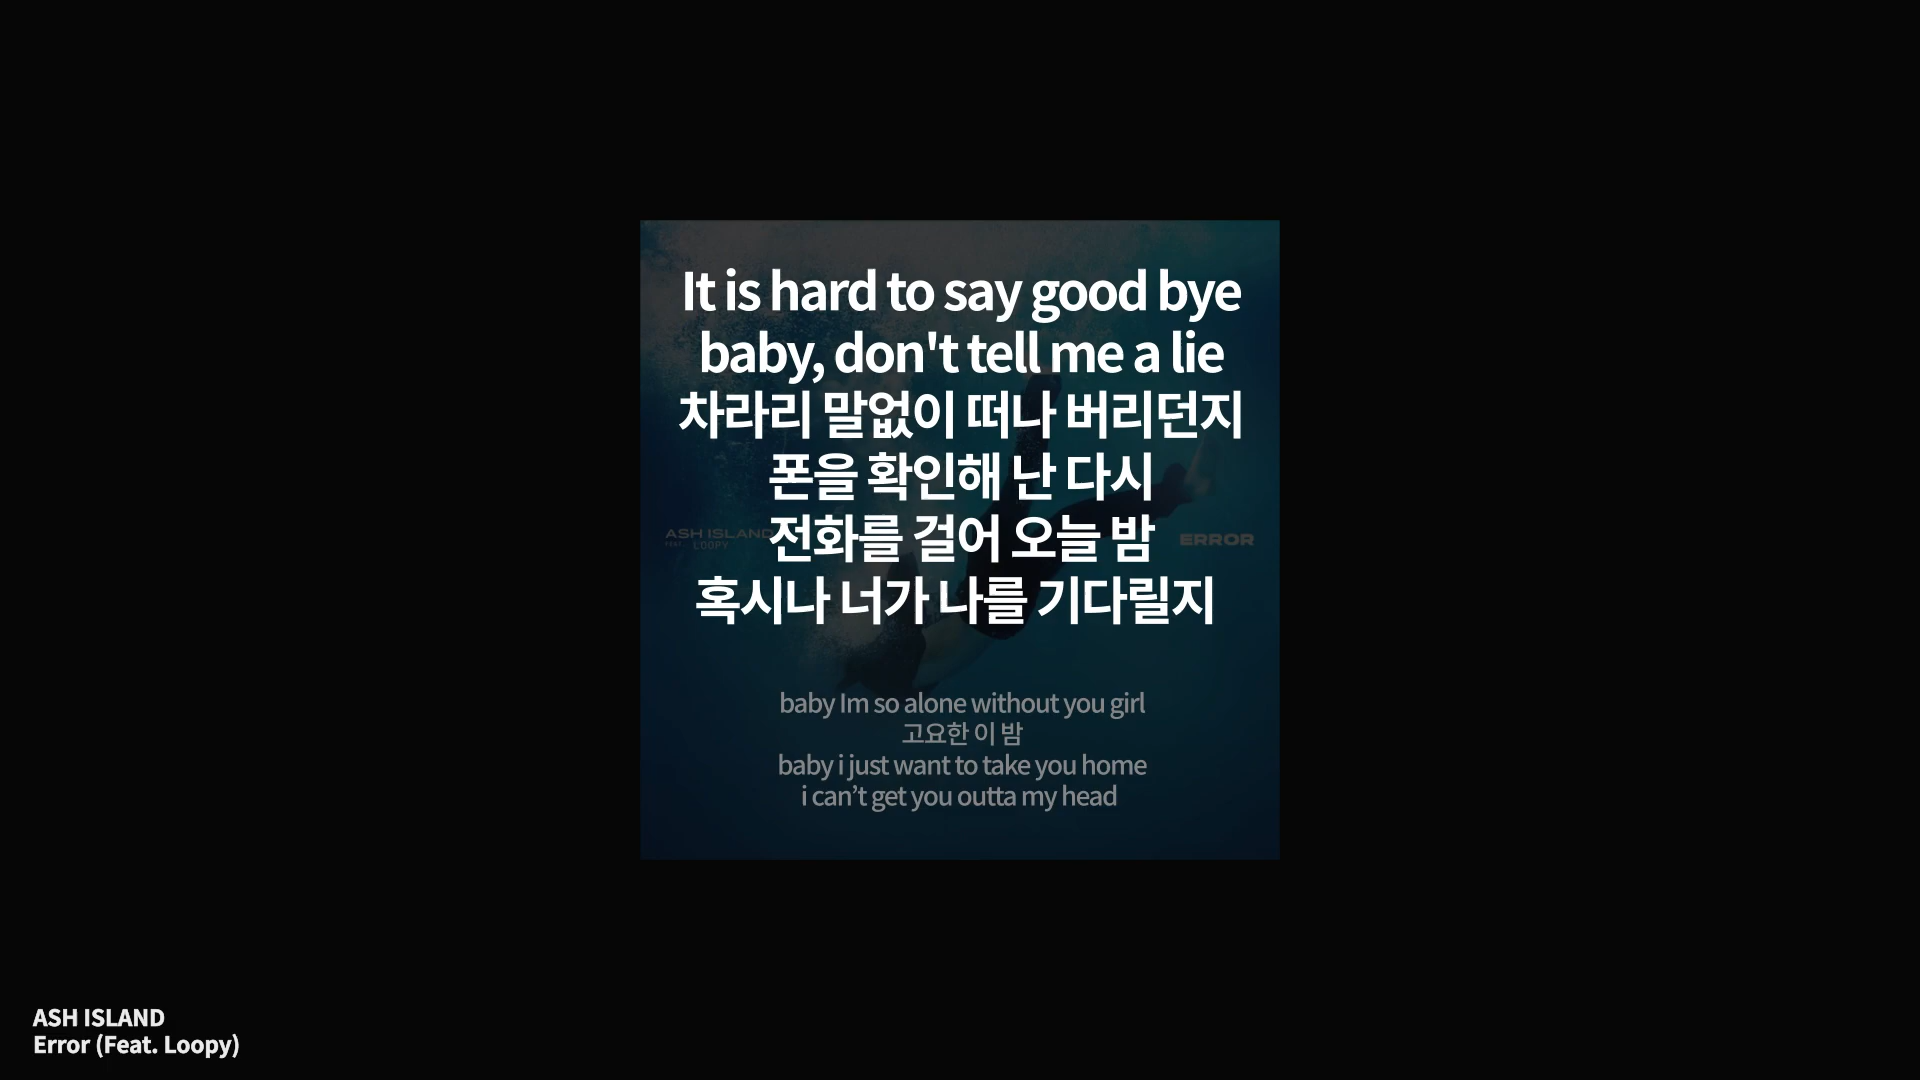 It is hard to say good bye
baby, don't tell me a lie
차라리 말없이 떠나 버리던지
폰을 확인해 난 다시
전화를 걸어 오늘 밤
혹시나 너가 나를 기다릴지
ASH ISLAND
FEAT. LOOPY
ERROR
baby Im so alone without you girl
고요한 이 밤
baby i just want to take you home
i can’t get you outta my head
ASH ISLAND
Error (Feat. Loopy)